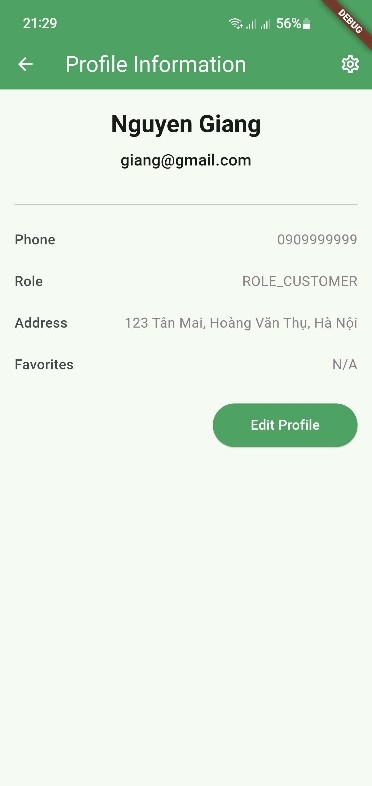 21:29
56%
DEBUG
Profile Information
Nguyen Giang
giang@gmail.com
Phone 0909999999
Role ROLE_CUSTOMER
Address 123 Tân Mai, Hoàng Văn Thụ, Hà Nội
Favorites N/A
Edit Profile